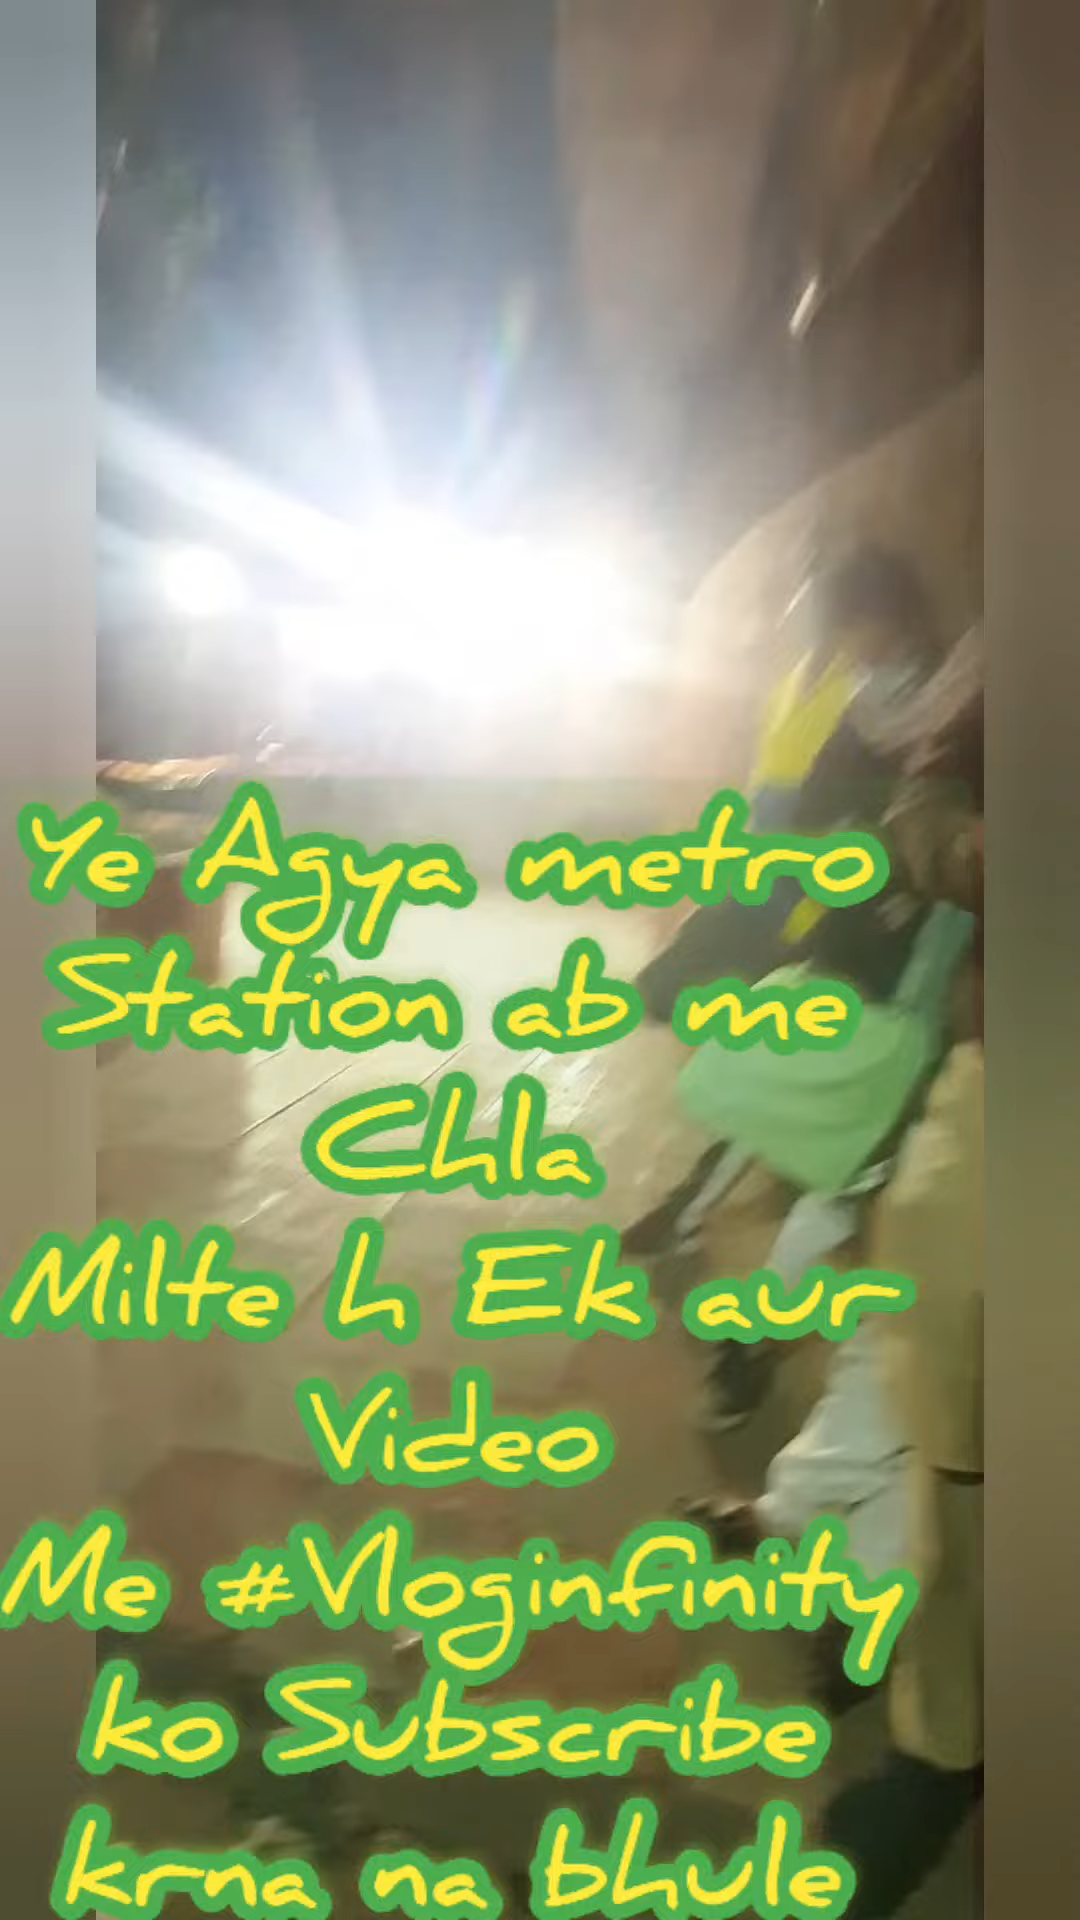 Ye Agya metro
Station ab me
Chla
Milte h Ek aur
Video
Me #Vloginfinity
ko Subscribe
krna na bhule